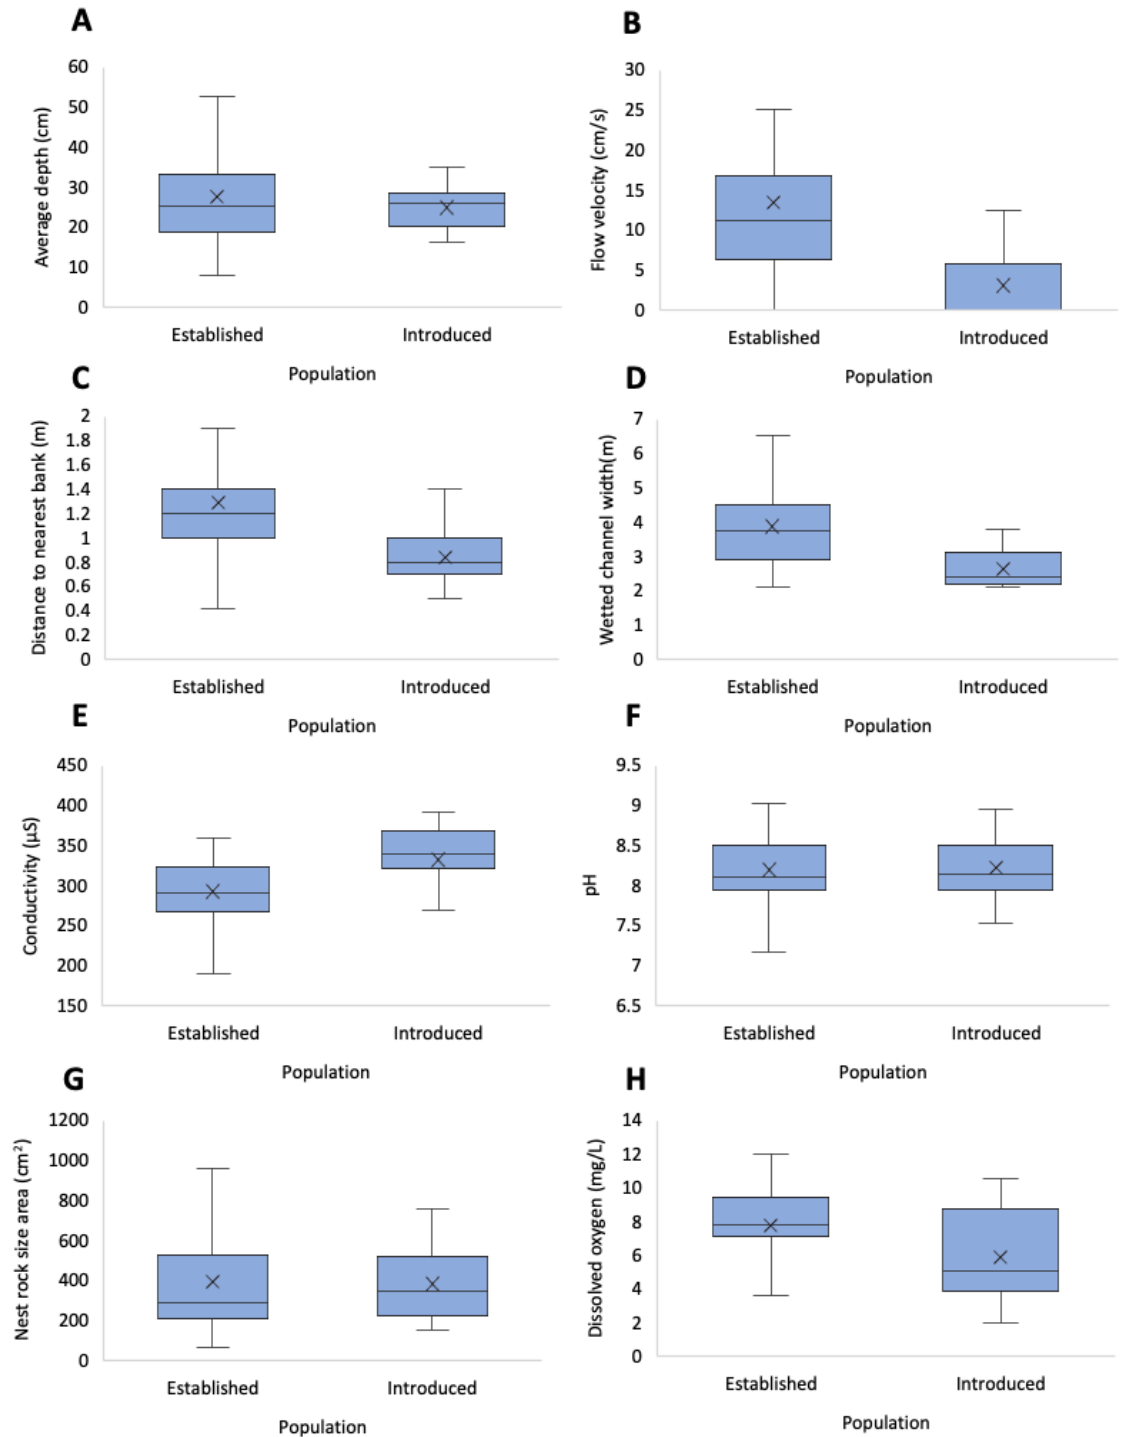 A
Average depth (cm)
60
50
40
30
20
10
0
Established
Introduced
Population
B
Flow velocity (cm/s)
30
25
20
15
10
5
0
Established
Introduced
Population
C
Distance to nearest bank (m)
2
1.8
1.6
1.4
1.2
1
0.8
0.6
0.4
0.2
0
Established
Introduced
Population
D
Wetted channel width(m)
7
6
5
4
3
2
1
0
Established
Introduced
Population
E
Conductivity (µS)
450
400
350
300
250
200
150
Established
Introduced
Population
F
pH
9.5
9
8.5
8
7.5
7
6.5
Established
Introduced
Population
G
Nest rock size area (cm²)
1200
1000
800
600
400
200
0
Established
Introduced
Population
H
Dissolved oxygen (mg/L)
14
12
10
8
6
4
2
0
Established
Introduced
Population